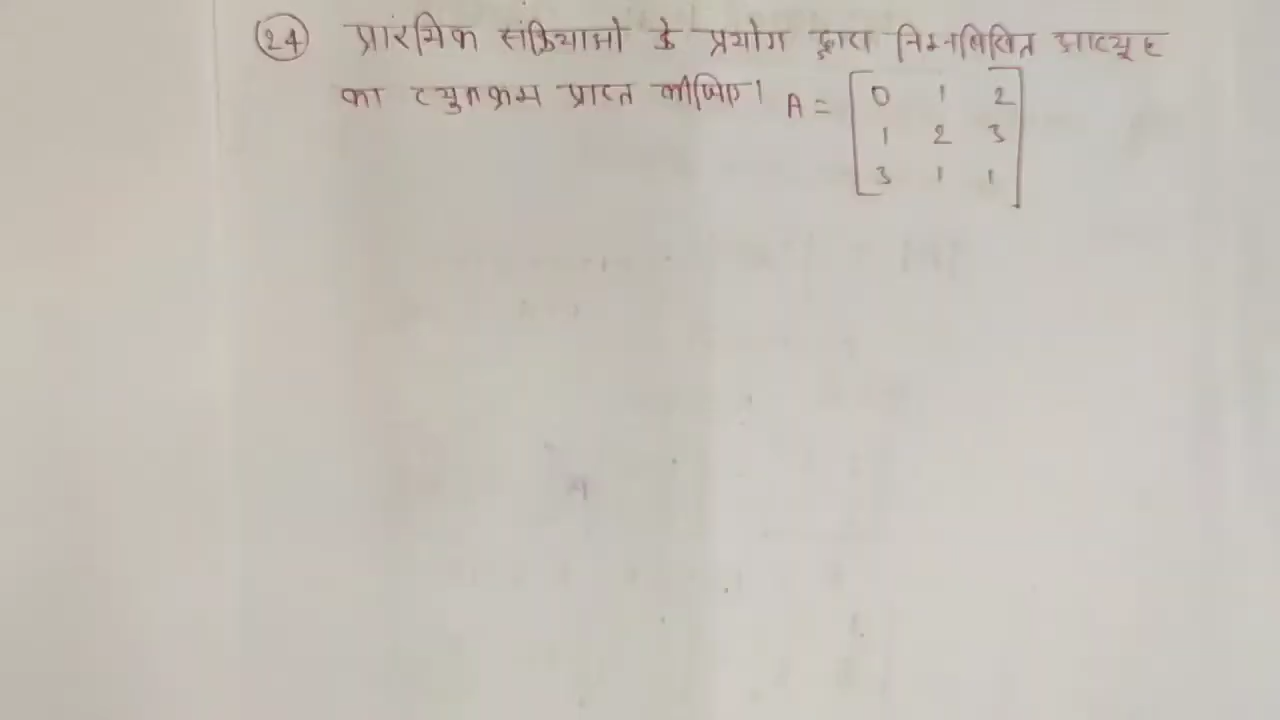 (24) प्रारंभिक संक्रियाओं के प्रयोग द्वारा निम्नलिखित आव्यूह
का व्युत्क्रम प्राप्त कीजिए। A = [0 1 2
1 2 3
3 1 1]